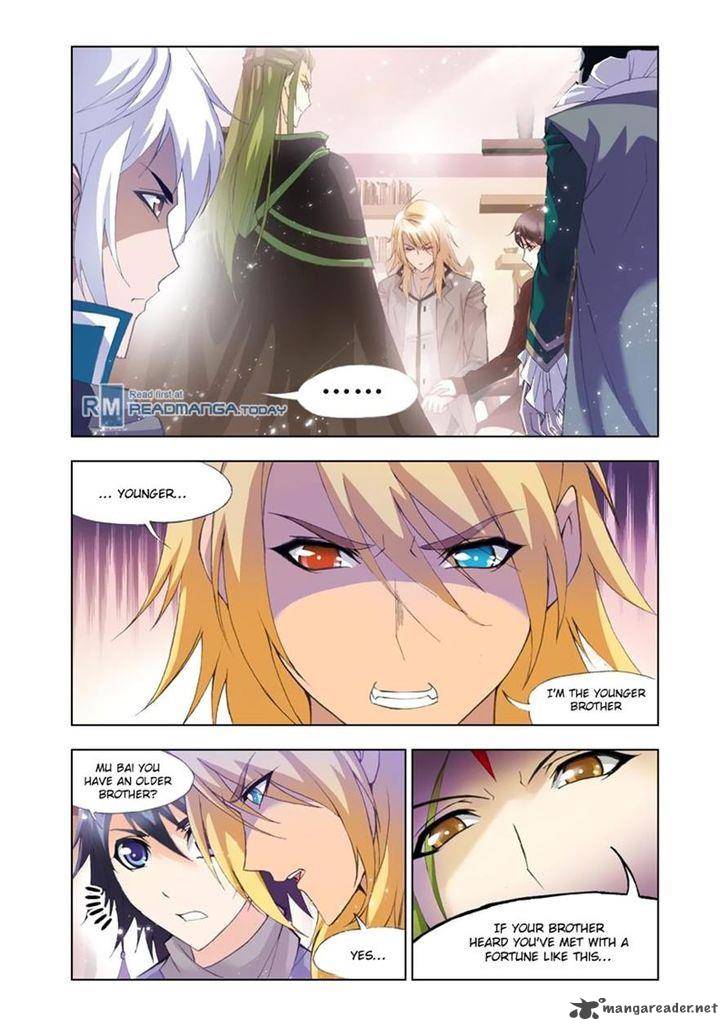 ......
RM
Read first at
READMANGA.TODAY
... YOUNGER...
I'M THE YOUNGER
BROTHER
MU BAI YOU
HAVE AN OLDER
BROTHER?
YES...
IF YOUR BROTHER
HEARD YOU'VE MET WITH A
FORTUNE LIKE THIS...
mangareader.net